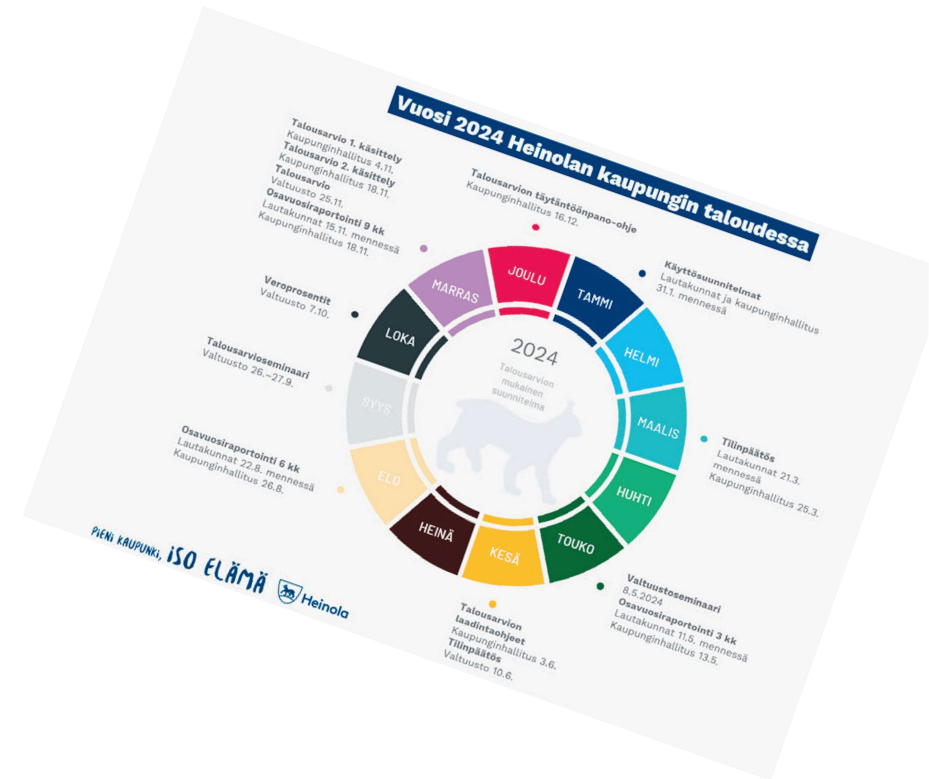 Vuosi 2024 Heinolan kaupungin taloudessa
Talousarvio 1. käsittely
Kaupunginhallitus 4.11.
Talousarvio 2. käsittely
Kaupunginhallitus 18.11.
Talousarvio
Valtuusto 25.11.
Osavuosiraportointi 9 kk
Lautakunnat 15.11. mennessä
Kaupunginhallitus 18.11.
Talousarvion täytäntöönpano-ohje
Kaupunginhallitus 16.12.
Käyttösuunnitelmat
Lautakunnat ja kaupunginhallitus
31.1. mennessä
Veroprosentit
Valtuusto 7.10.
Talousarvioseminaari
Valtuusto 26.–27.9.
Osavuosiraportointi 6 kk
Lautakunnat 22.8. mennessä
Kaupunginhallitus 26.8.
JOULU
TAMMI
HELMI
MAALIS
HUHTI
TOUKO
KESÄ
HEINÄ
ELO
SYYS
LOKA
MARRAS
2024
Talousarvion
mukainen
suunnitelma
Tilinpäätös
Lautakunnat 21.3.
mennessä
Kaupunginhallitus 25.3.
Valtuustoseminaari
8.5.2024
Osavuosiraportointi 3 kk
Lautakunnat 11.5. mennessä
Kaupunginhallitus 13.5.
Talousarvion
laadintaohjeet
Kaupunginhallitus 3.6.
Tilinpäätös
Valtuusto 10.6.
PIENI KAUPUNKI, iSO ELÄMÄ
Heinola